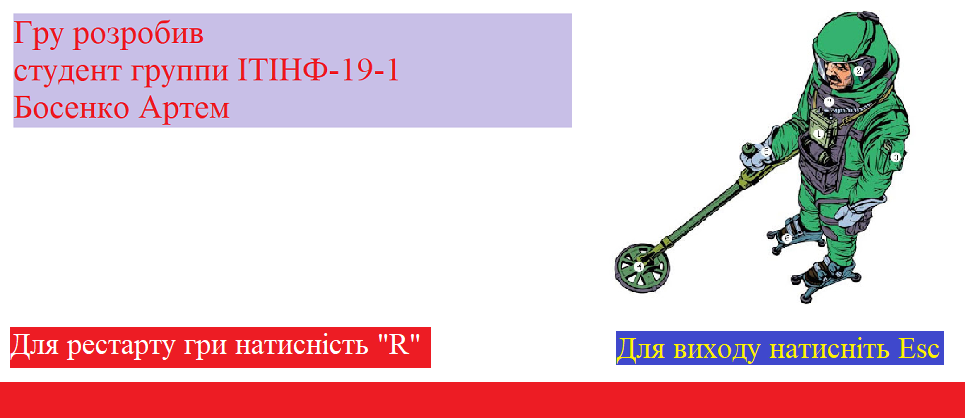 Гру розробив
студент группи ІТІНФ-19-1
Босенко Артем
Для рестарту гри натисність "R"
Для виходу натисніть Esc